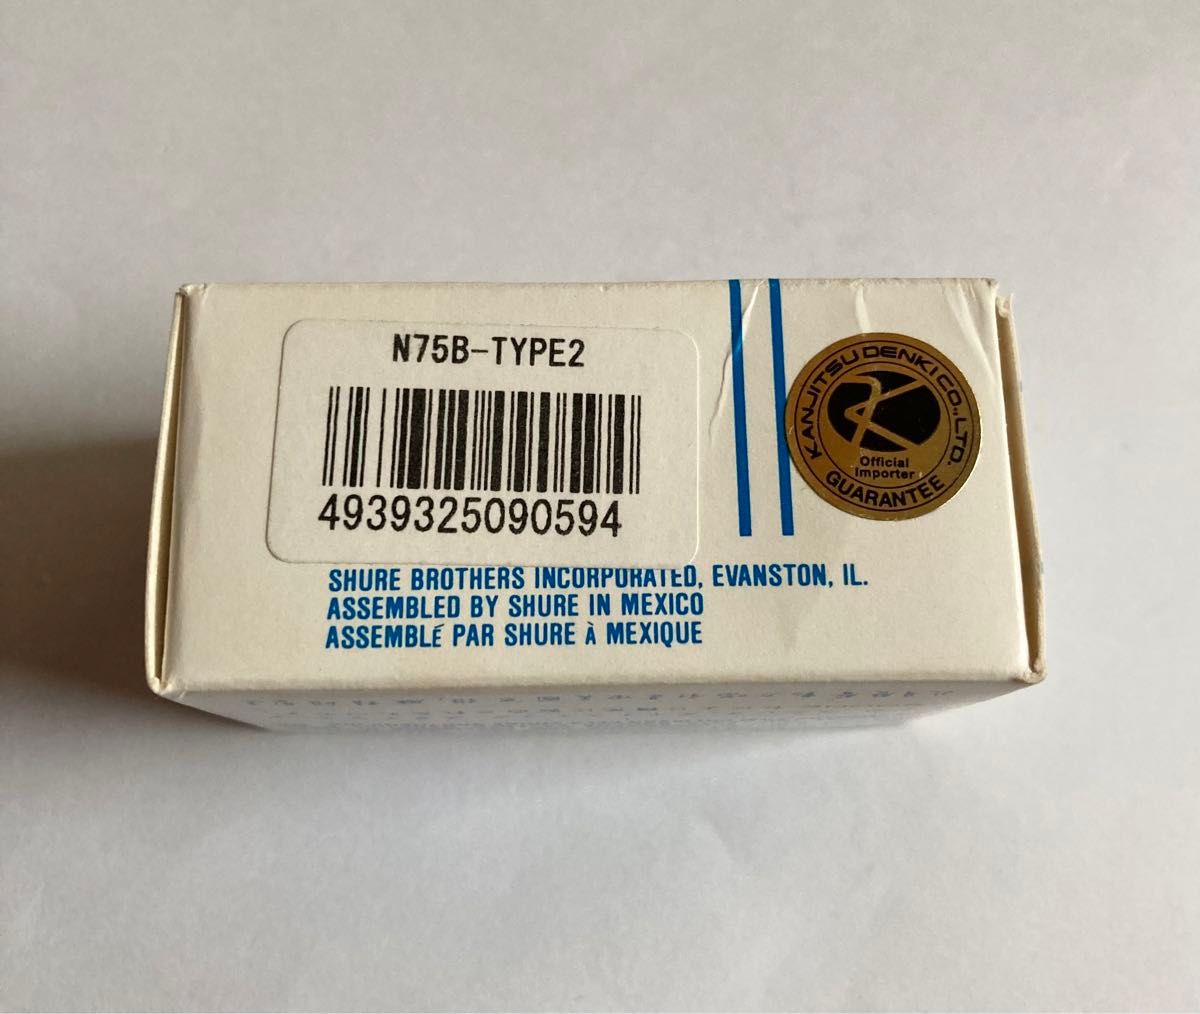 N75B-TYPE2
4939325090594
KANJITSU DENKI CO., LTD.
Official
Importer
GUARANTEE
SHURE BROTHERS INCORPORATED, EVANSTON, IL.
ASSEMBLED BY SHURE IN MEXICO
ASSEMBLÉ PAR SHURE À MEXIQUE